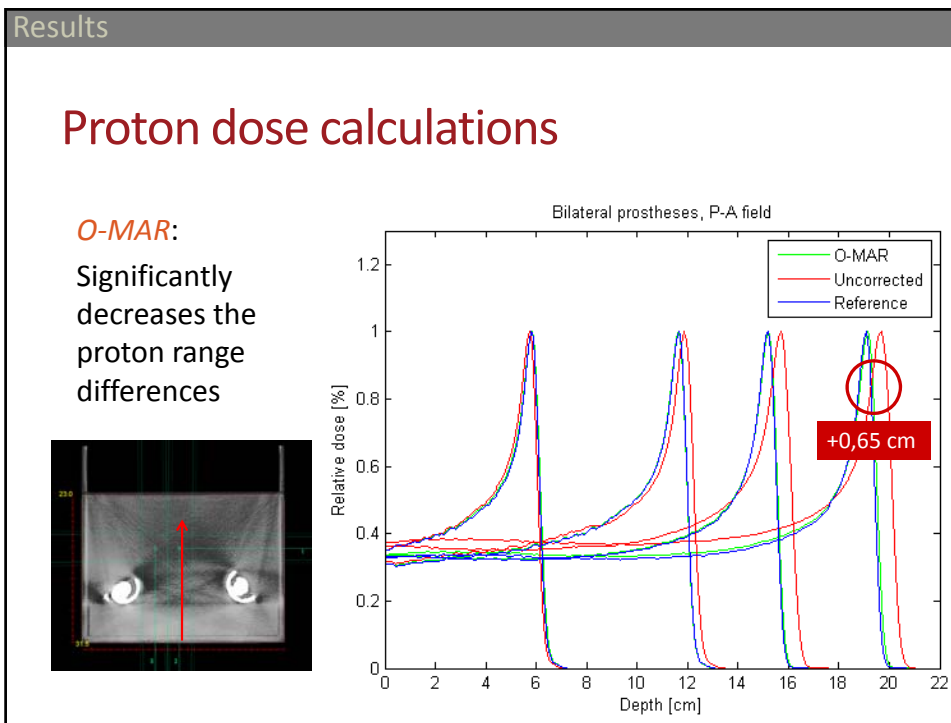 Results
Proton dose calculations
O-MAR:
Significantly
decreases the
proton range
differences
23.0
Bilateral prostheses, P-A field
O-MAR
Uncorrected
Reference
+0,65 cm
Relative dose [%]
1.2
1
0.8
0.6
0.4
0.2
0
0 2 4 6 8 10 12 14 16 18 20 22
Depth [cm]